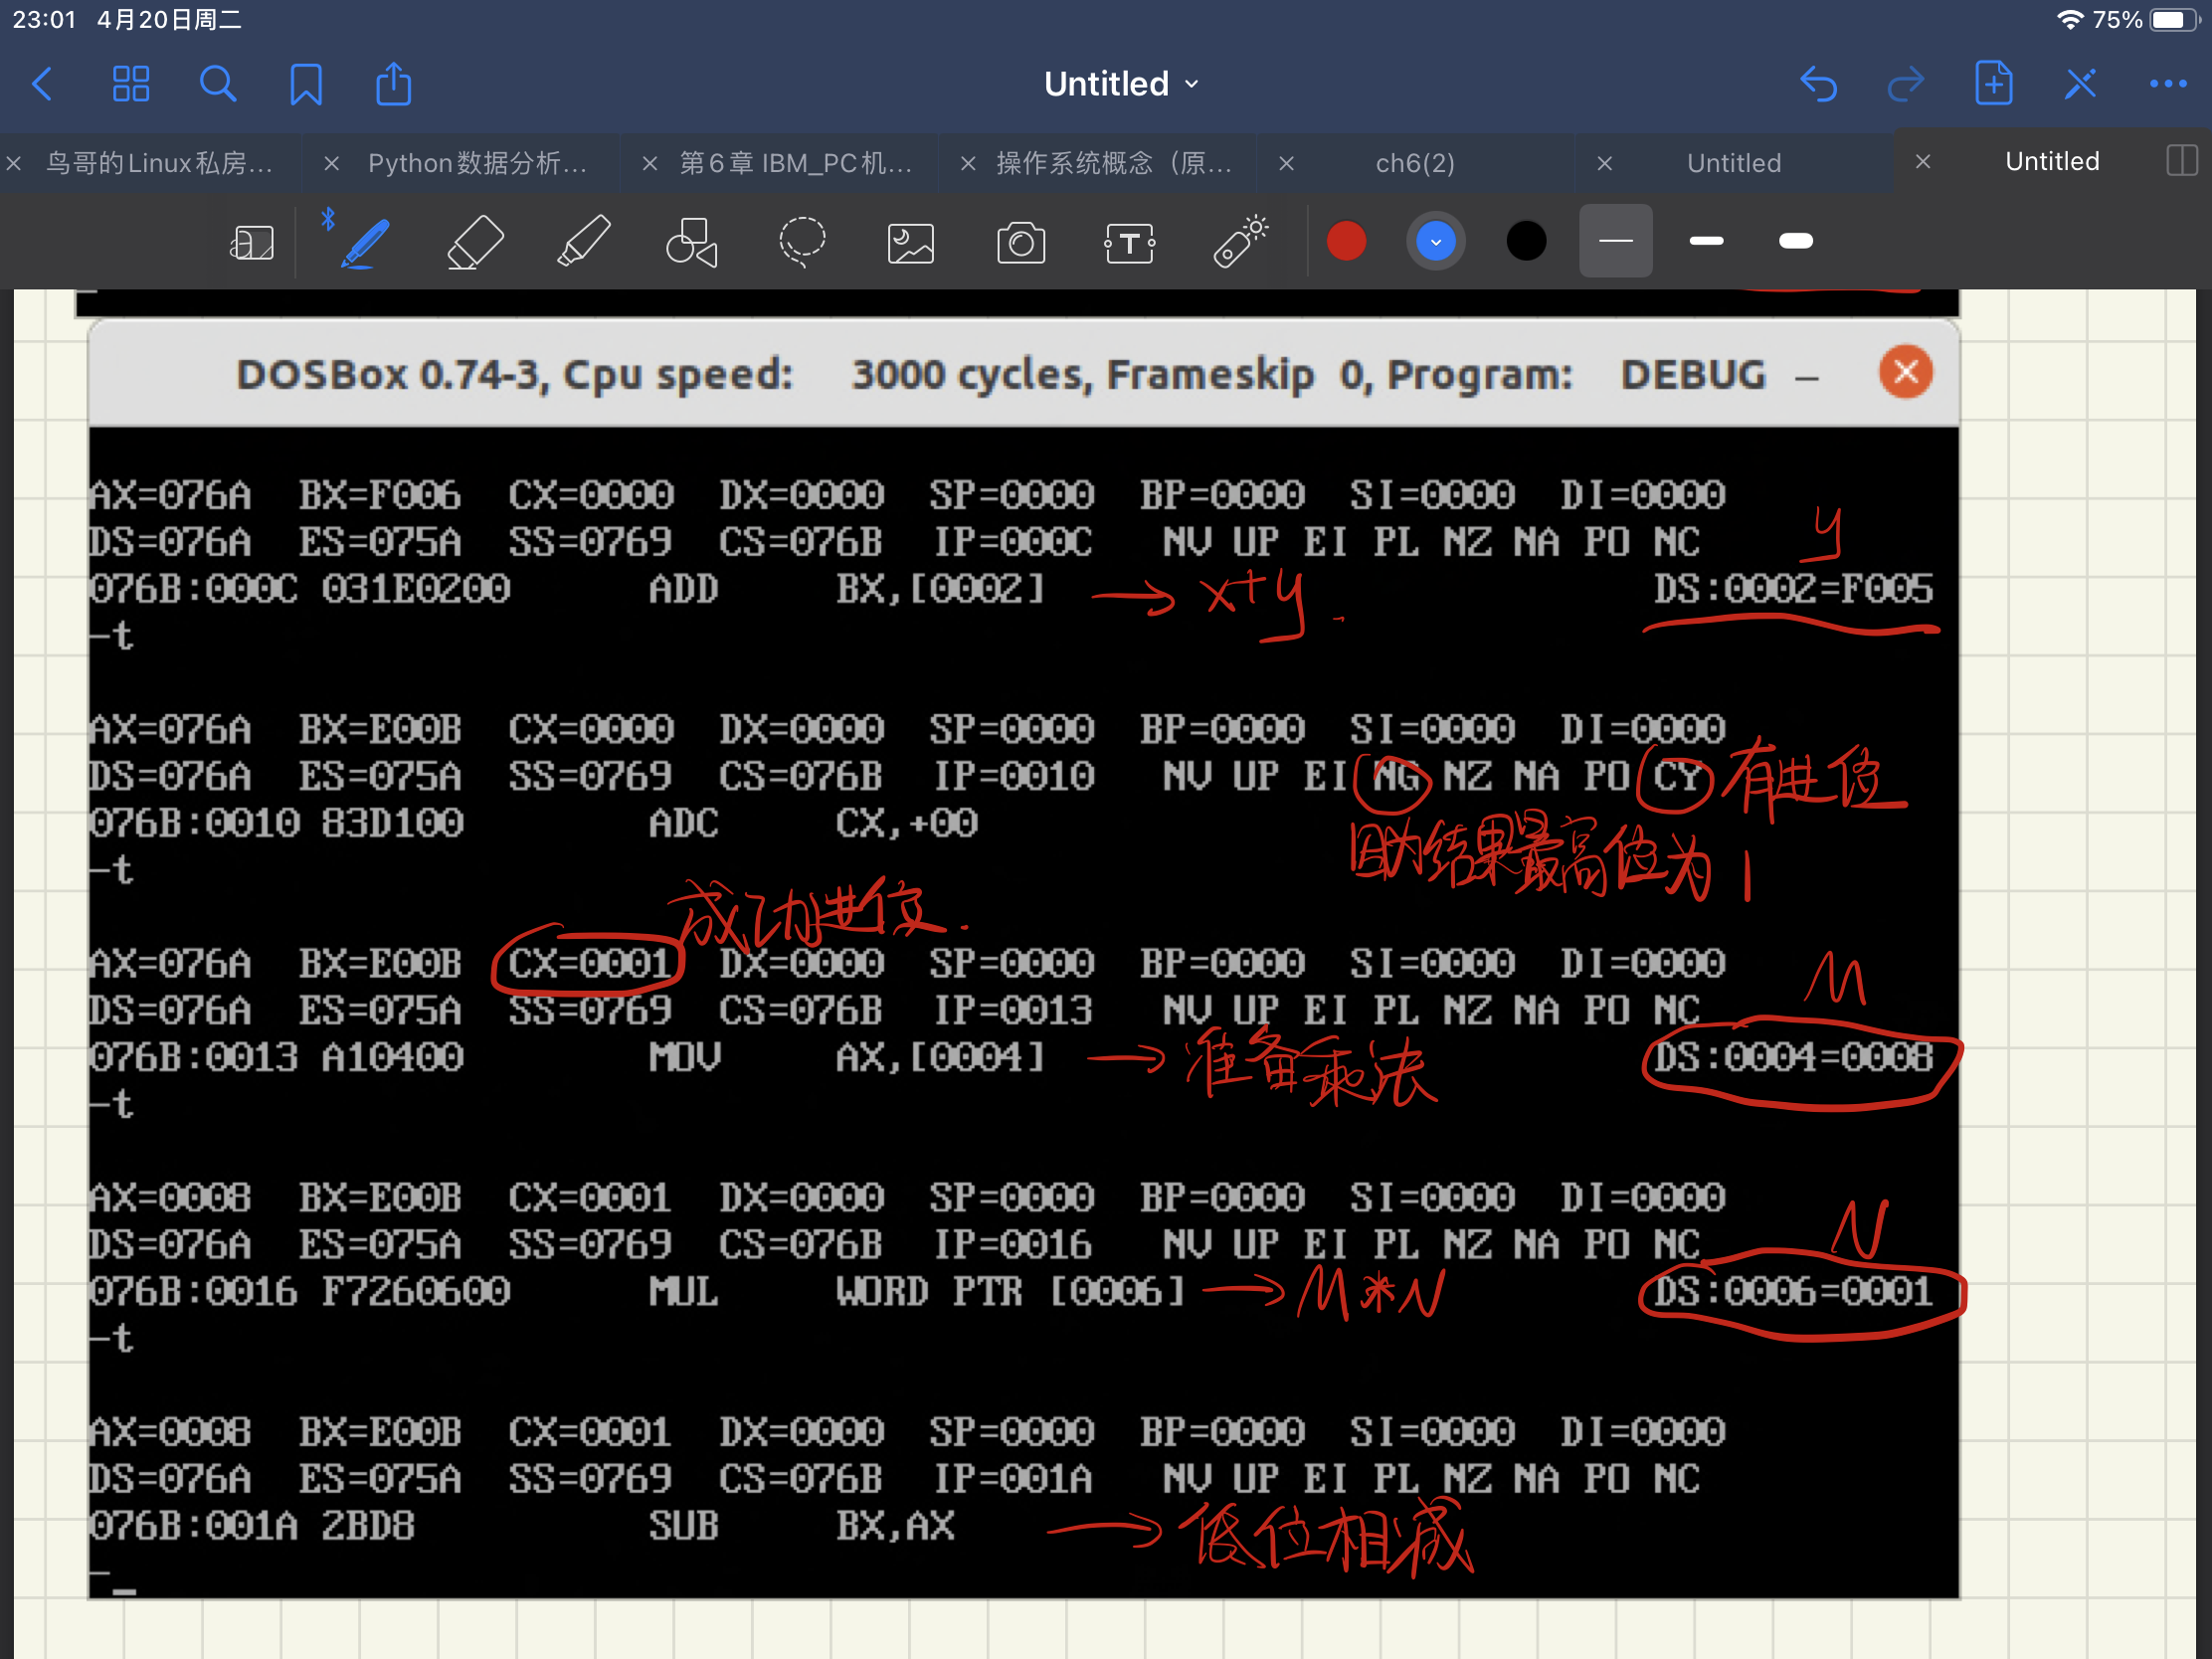 23:01 4月20日周二 75%
Untitled
鸟哥的Linux私房... Python数据分析... 第6章 IBM_PC机... 操作系统概念（原... ch6(2) Untitled Untitled
DOSBox 0.74-3, Cpu speed: 3000 cycles, Frameskip 0, Program: DEBUG
AX=076A BX=F006 CX=0000 DX=0000 SP=0000 BP=0000 SI=0000 DI=0000
DS=076A ES=075A SS=0769 CS=076B IP=000C NV UP EI PL NZ NA PO NC
y
076B:000C 031E0200 ADD BX,[0002] → x+y. DS:0002=F005
-t
AX=076A BX=E00B CX=0000 DX=0000 SP=0000 BP=0000 SI=0000 DI=0000
DS=076A ES=075A SS=0769 CS=076B IP=0010 NV UP EI NG NZ NA PO CY 有进位
076B:0010 83D100 ADC CX,+00
因为结果最高位为1
-t
成功进位.
AX=076A BX=E00B CX=0001 DX=0000 SP=0000 BP=0000 SI=0000 DI=0000
M
DS=076A ES=075A SS=0769 CS=076B IP=0013 NV UP EI PL NZ NA PO NC
076B:0013 A10400 MOV AX,[0004] → 准备乘法 DS:0004=0008
-t
AX=0008 BX=E00B CX=0001 DX=0000 SP=0000 BP=0000 SI=0000 DI=0000
N
DS=076A ES=075A SS=0769 CS=076B IP=0016 NV UP EI PL NZ NA PO NC
076B:0016 F7260600 MUL WORD PTR [0006] → M*N DS:0006=0001
-t
AX=0008 BX=E00B CX=0001 DX=0000 SP=0000 BP=0000 SI=0000 DI=0000
DS=076A ES=075A SS=0769 CS=076B IP=001A NV UP EI PL NZ NA PO NC
076B:001A 2BD8 SUB BX,AX → 低位相减
-_